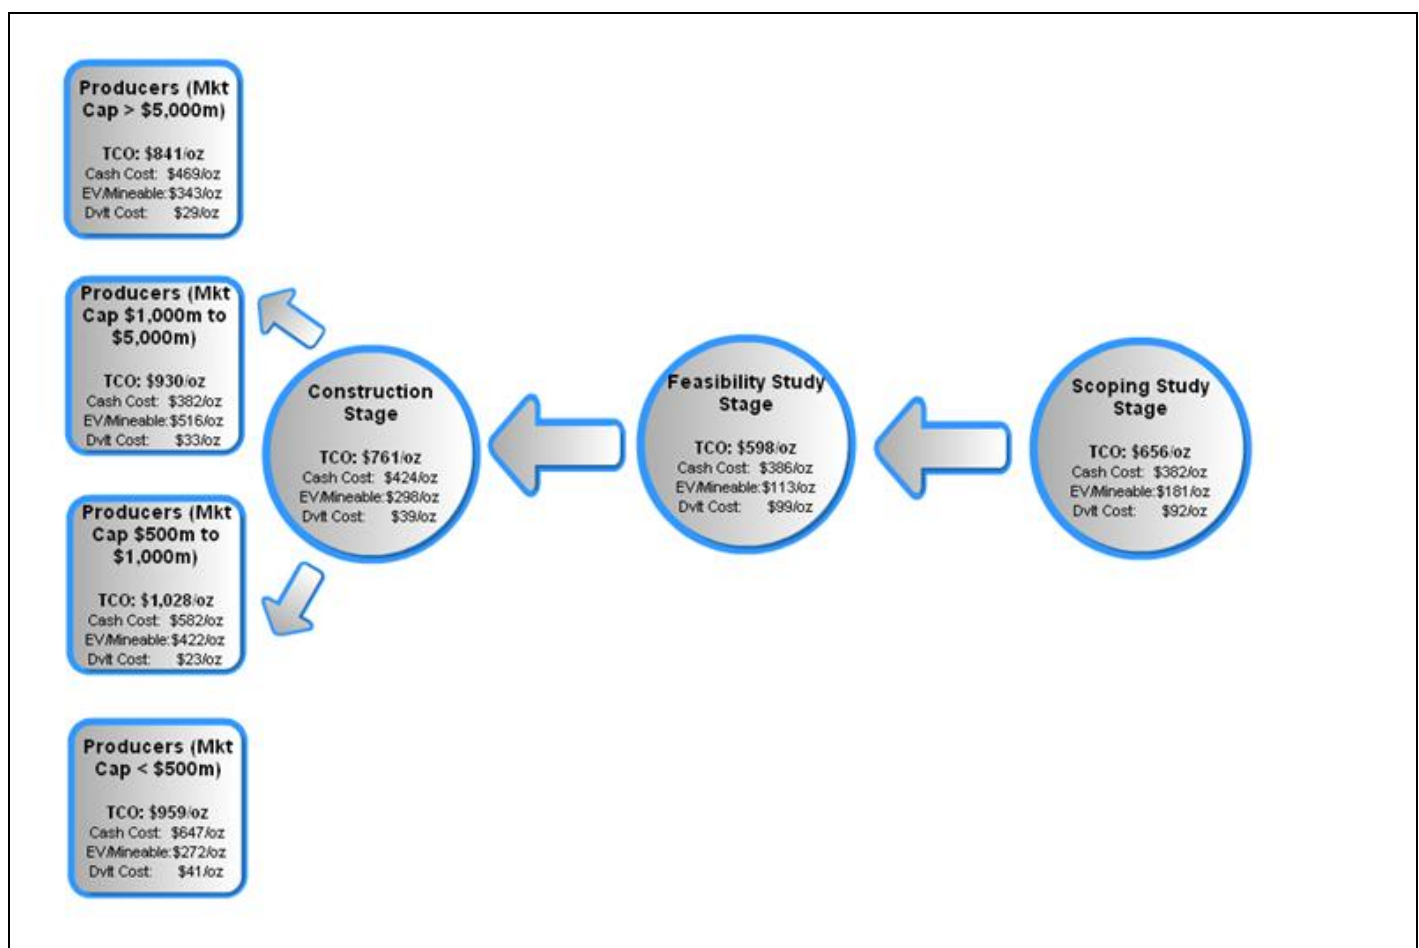 Producers (Mkt
Cap > $5,000m)
TCO: $841/oz
Cash Cost: $469/oz
EV/Mineable: $343/oz
Dvlt Cost: $29/oz
Producers (Mkt
Cap $1,000m to
$5,000m)
TCO: $930/oz
Cash Cost: $382/oz
EV/Mineable: $516/oz
Dvlt Cost: $33/oz
Producers (Mkt
Cap $500m to
$1,000m)
TCO: $1,028/oz
Cash Cost: $582/oz
EV/Mineable: $422/oz
Dvlt Cost: $23/oz
Producers (Mkt
Cap < $500m)
TCO: $959/oz
Cash Cost: $647/oz
EV/Mineable: $272/oz
Dvlt Cost: $41/oz
Construction
Stage
TCO: $761/oz
Cash Cost: $424/oz
EV/Mineable: $298/oz
Dvlt Cost: $39/oz
Feasibility Study
Stage
TCO: $598/oz
Cash Cost: $386/oz
EV/Mineable: $113/oz
Dvlt Cost: $99/oz
Scoping Study
Stage
TCO: $656/oz
Cash Cost: $382/oz
EV/Mineable: $181/oz
Dvlt Cost: $92/oz